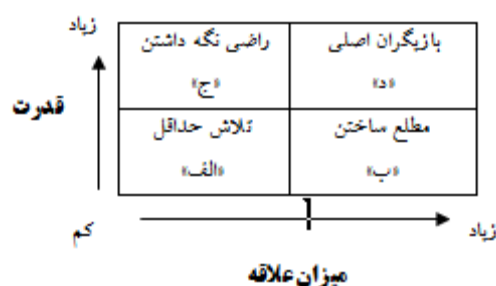 زیاد
بازیگران اصلی
«د»
راضی نگه داشتن
«ج»
قدرت
مطلع ساختن
«ب»
تلاش حداقل
«الف»
کم
زیاد
میزان علاقه